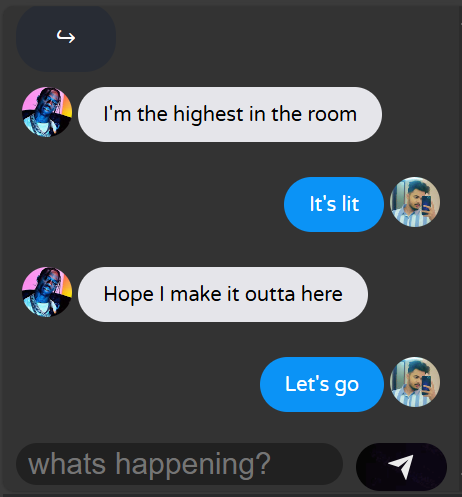 I'm the highest in the room
It's lit
Hope I make it outta here
Let's go
whats happening?